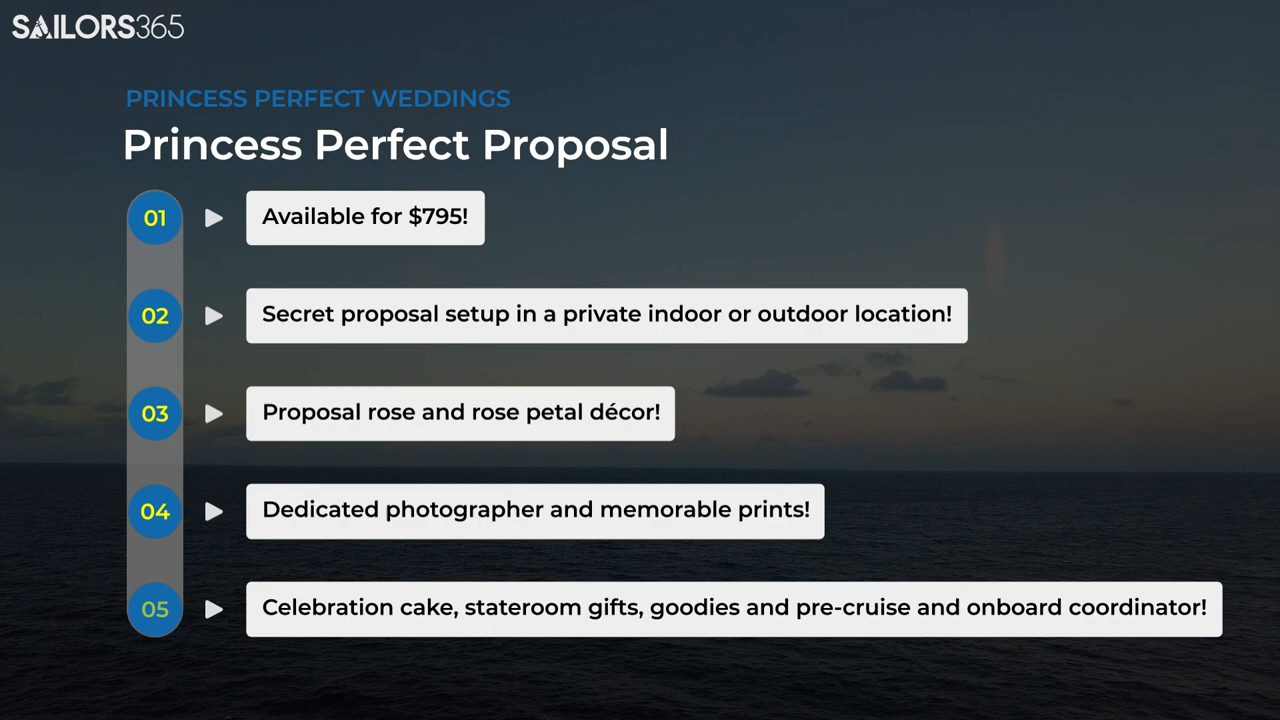 SAILORS365
PRINCESS PERFECT WEDDINGS
Princess Perfect Proposal
01
Available for $795!
02
Secret proposal setup in a private indoor or outdoor location!
03
Proposal rose and rose petal décor!
04
Dedicated photographer and memorable prints!
05
Celebration cake, stateroom gifts, goodies and pre-cruise and onboard coordinator!